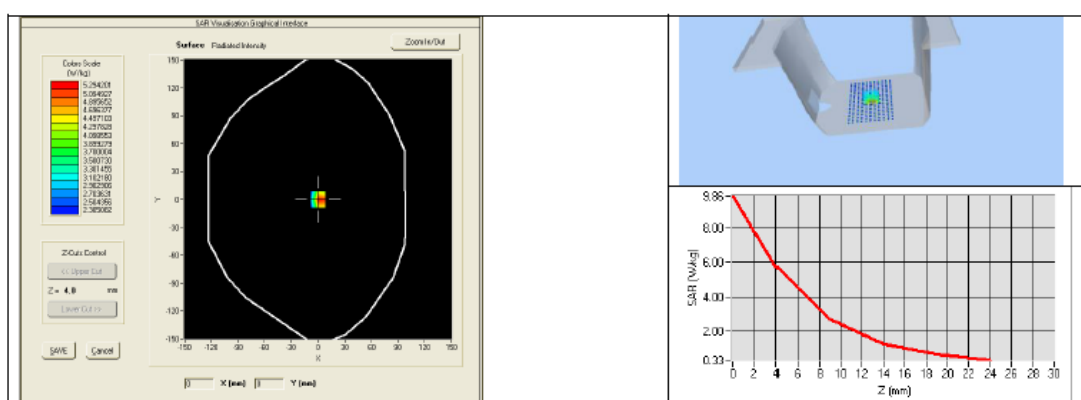 SAR Visualisation Graphical Interface
Surface Radiated Intensity
Zoom In/Out
Colors Scale
(W/kg)
5.294201
5.094927
4.895652
4.696377
4.497103
4.297828
4.098553
3.899279
3.700004
3.500730
3.301455
3.102180
2.902906
2.703631
2.504356
2.305082
Z-Cuts Control
<< Upper Cut
Z = 4.0 mm
Lower Cut >>
SAVE
Cancel
150
120
90
60
30
0
-30
-60
-90
-120
-150
Y
-150 -120 -90 -60 -30 0 30 60 90 120 150
X
X (mm)
Y (mm)
9.86
8.00
6.00
4.00
2.00
0.33
SAR (W/kg)
0 2 4 6 8 10 12 14 16 18 20 22 24 26 28 30
Z (mm)